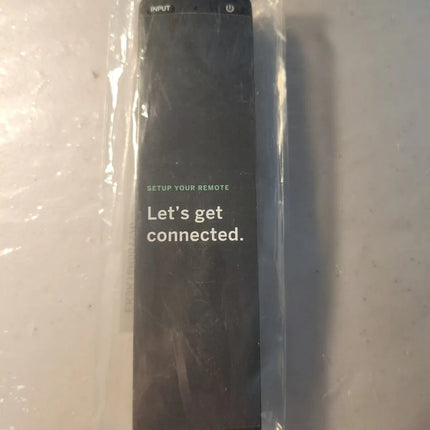 INPUT
SETUP YOUR REMOTE
Let's get
connected.